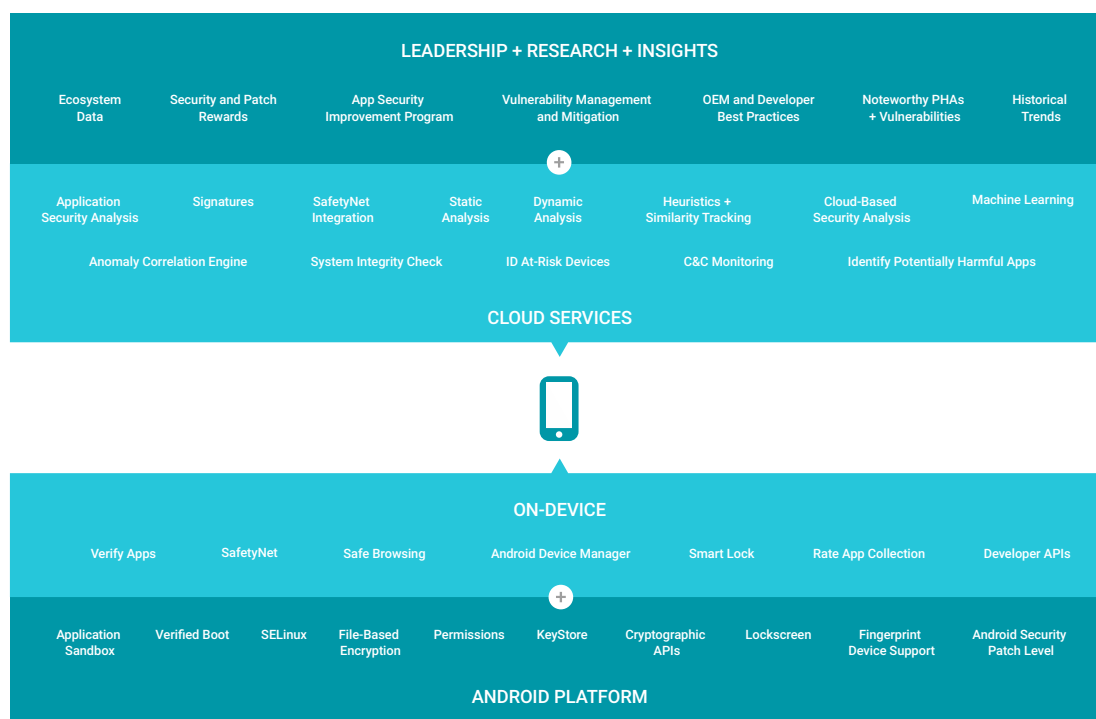 LEADERSHIP + RESEARCH + INSIGHTS
Ecosystem
Data
Security and Patch
Rewards
App Security
Improvement Program
Vulnerability Management
and Mitigation
OEM and Developer
Best Practices
Noteworthy PHAs
+ Vulnerabilities
Historical
Trends
+
Application
Security Analysis
Signatures
SafetyNet
Integration
Static
Analysis
Dynamic
Analysis
Heuristics +
Similarity Tracking
Cloud-Based
Security Analysis
Machine Learning
Anomaly Correlation Engine
System Integrity Check
ID At-Risk Devices
C&C Monitoring
Identify Potentially Harmful Apps
CLOUD SERVICES
ON-DEVICE
Verify Apps
SafetyNet
Safe Browsing
Android Device Manager
Smart Lock
Rate App Collection
Developer APIs
+
Application
Sandbox
Verified Boot
SELinux
File-Based
Encryption
Permissions
KeyStore
Cryptographic
APIs
Lockscreen
Fingerprint
Device Support
Android Security
Patch Level
ANDROID PLATFORM